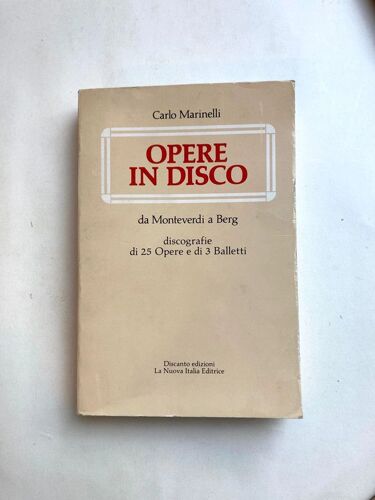 Carlo Marinelli
OPERE
IN DISCO
da Monteverdi a Berg
discografie
di 25 Opere e di 3 Balletti
Discanto edizioni
La Nuova Italia Editrice